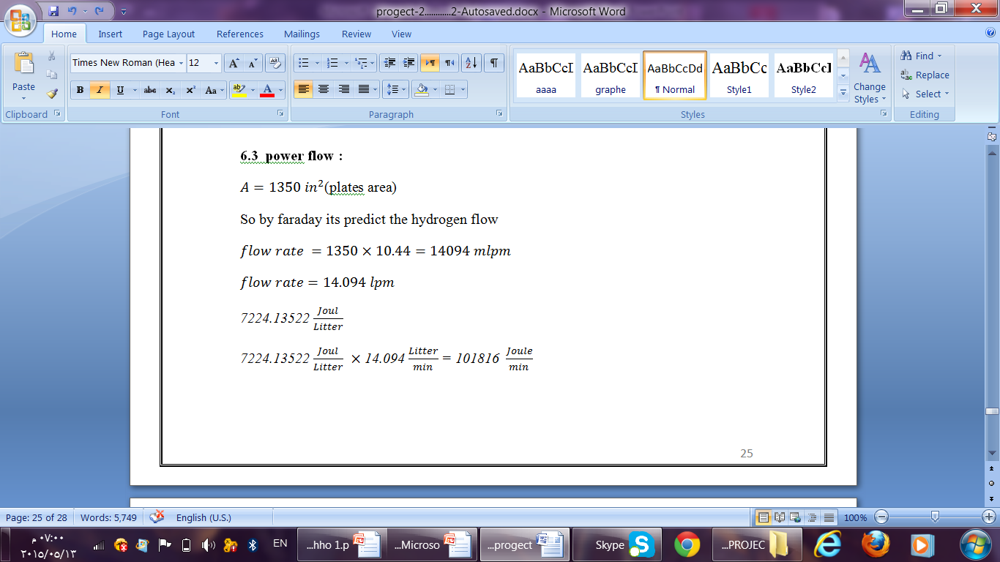 progect-2...........2-Autosaved.docx - Microsoft Word
Home Insert Page Layout References Mailings Review View
Paste
Clipboard
Times New Roman (Hea 12
B I U abc x₂ x² Aa
Font
Paragraph
AaBbCcI AaBbCcI AaBbCcDd AaBbCc AaBbCcI
aaaa graphe ¶ Normal Style1 Style2
Styles
Change Styles
Find
Replace
Select
Editing
6.3 power flow :
A = 1350 in²(plates area)
So by faraday its predict the hydrogen flow
flow rate = 1350 × 10.44 = 14094 mlpm
flow rate = 14.094 lpm
7224.13522 Joul/Litter
7224.13522 Joul/Litter × 14.094 Litter/min = 101816 Joule/min
25
Page: 25 of 28 Words: 5,749 English (U.S.) 100%
٠٧:٠٠ م
٢٠١٥/٠٥/١٣
EN ...hho 1.p ...Microso ...progect Skype ...PROJEC